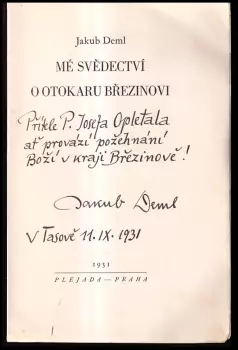 Jakub Deml
MÉ SVĚDECTVÍ
O OTOKARU BŘEZINOVI
P. Josefa Opletala
ať provází požehnání
Boží v kraji Březinově!
Jakub Deml
V Tasově 11.IX.1931
1931
PLEJADA — PRAHA